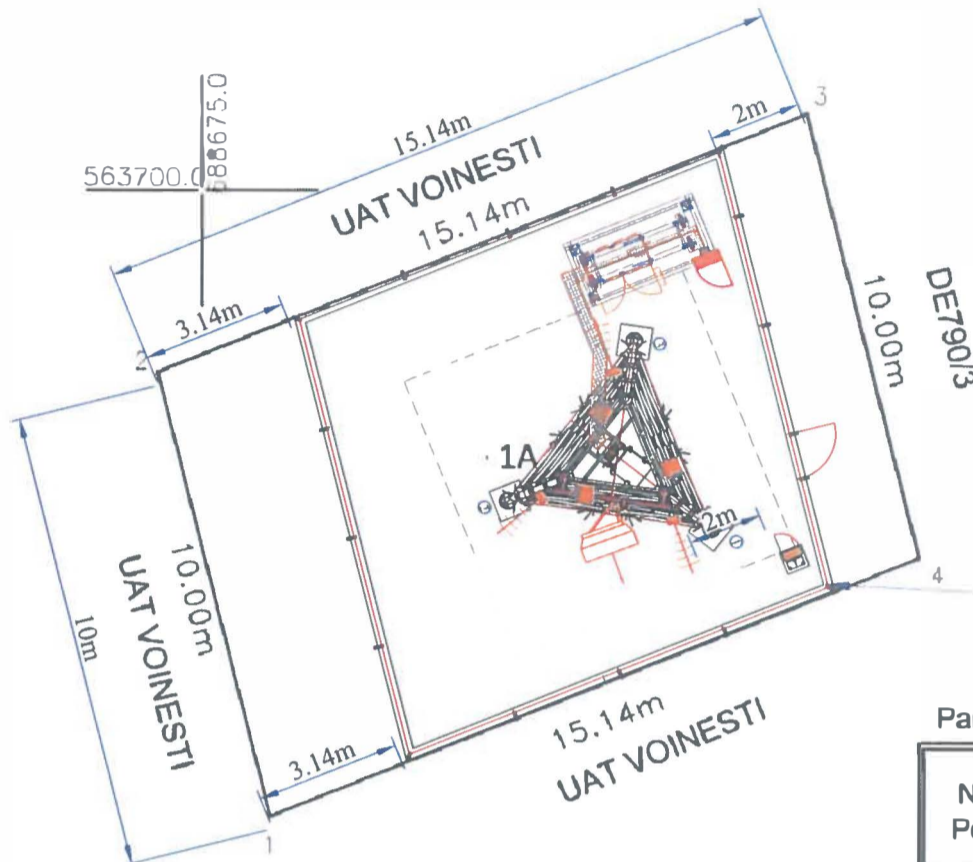 3
2m
15.14m
588675.0
563700.0
UAT VOINESTI
15.14m
3.14m
2
DE790/3
10.00m
1A
2m
4
10.00m
UAT VOINESTI
10m
15.14m
UAT VOINESTI
3.14m
1